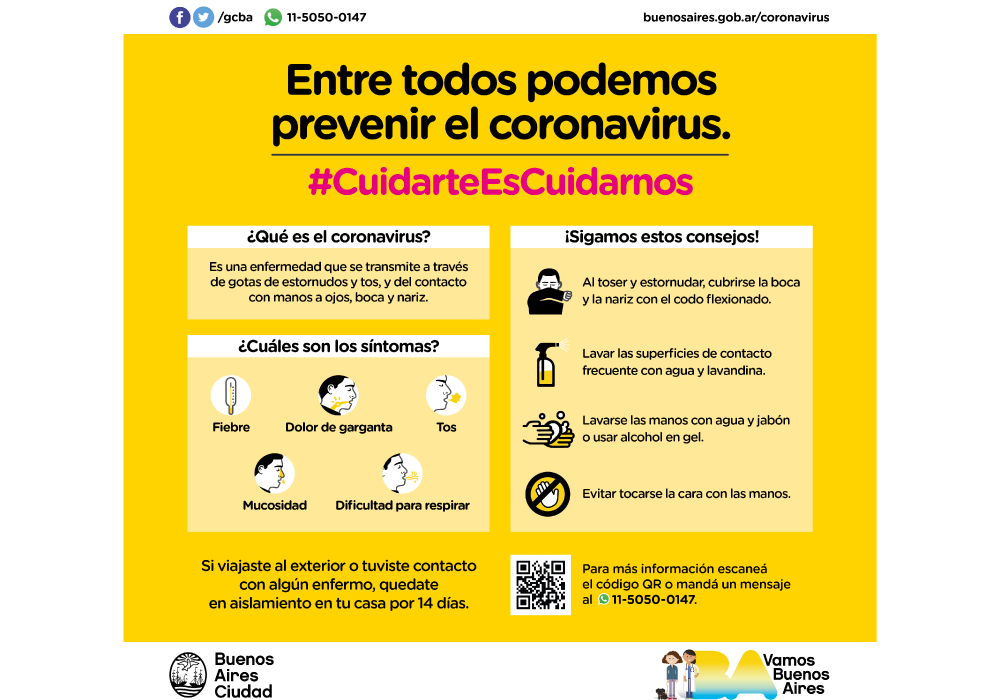 /gcba 11-5050-0147
buenosaires.gob.ar/coronavirus
Entre todos podemos
prevenir el coronavirus.
#CuidarteEsCuidarnos
¿Qué es el coronavirus?
Es una enfermedad que se transmite a través
de gotas de estornudos y tos, y del contacto
con manos a ojos, boca y nariz.
¿Cuáles son los síntomas?
Fiebre
Dolor de garganta
Tos
Mucosidad
Dificultad para respirar
¡Sigamos estos consejos!
Al toser y estornudar, cubrirse la boca
y la nariz con el codo flexionado.
Lavar las superficies de contacto
frecuente con agua y lavandina.
Lavarse las manos con agua y jabón
o usar alcohol en gel.
Evitar tocarse la cara con las manos.
Si viajaste al exterior o tuviste contacto
con algún enfermo, quedate
en aislamiento en tu casa por 14 días.
Para más información escaneá
el código QR o mandá un mensaje
al 11-5050-0147.
Buenos
Aires
Ciudad
BA
Vamos
Buenos
Aires